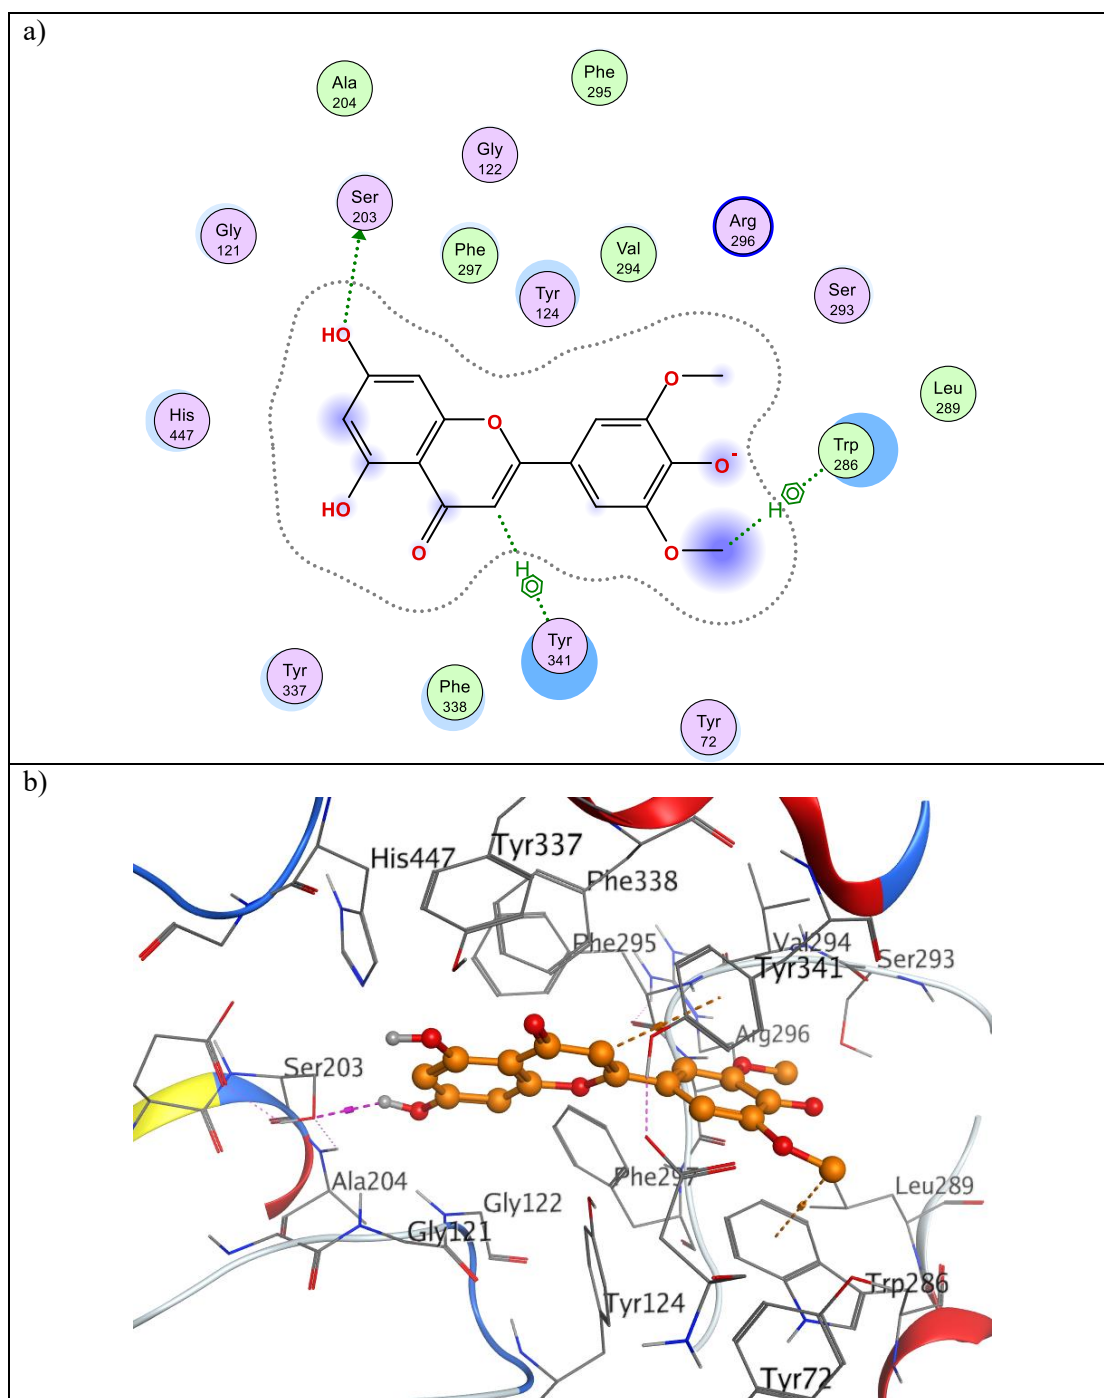 a)
Ala
204
Phe
295
Gly
122
Ser
203
Gly
121
Phe
297
Val
294
Arg
296
Tyr
124
Ser
293
HO
O
O
Leu
289
His
447
O
Trp
286
O-
H
HO
O
O
H
Tyr
341
Tyr
337
Phe
338
Tyr
72
b)
His447
Tyr337
Phe338
Phe295
Val294
Tyr341
Ser293
Arg296
Ser203
Phe297
Ala204
Leu289
Gly122
Gly121
Trp286
Tyr124
Tyr72